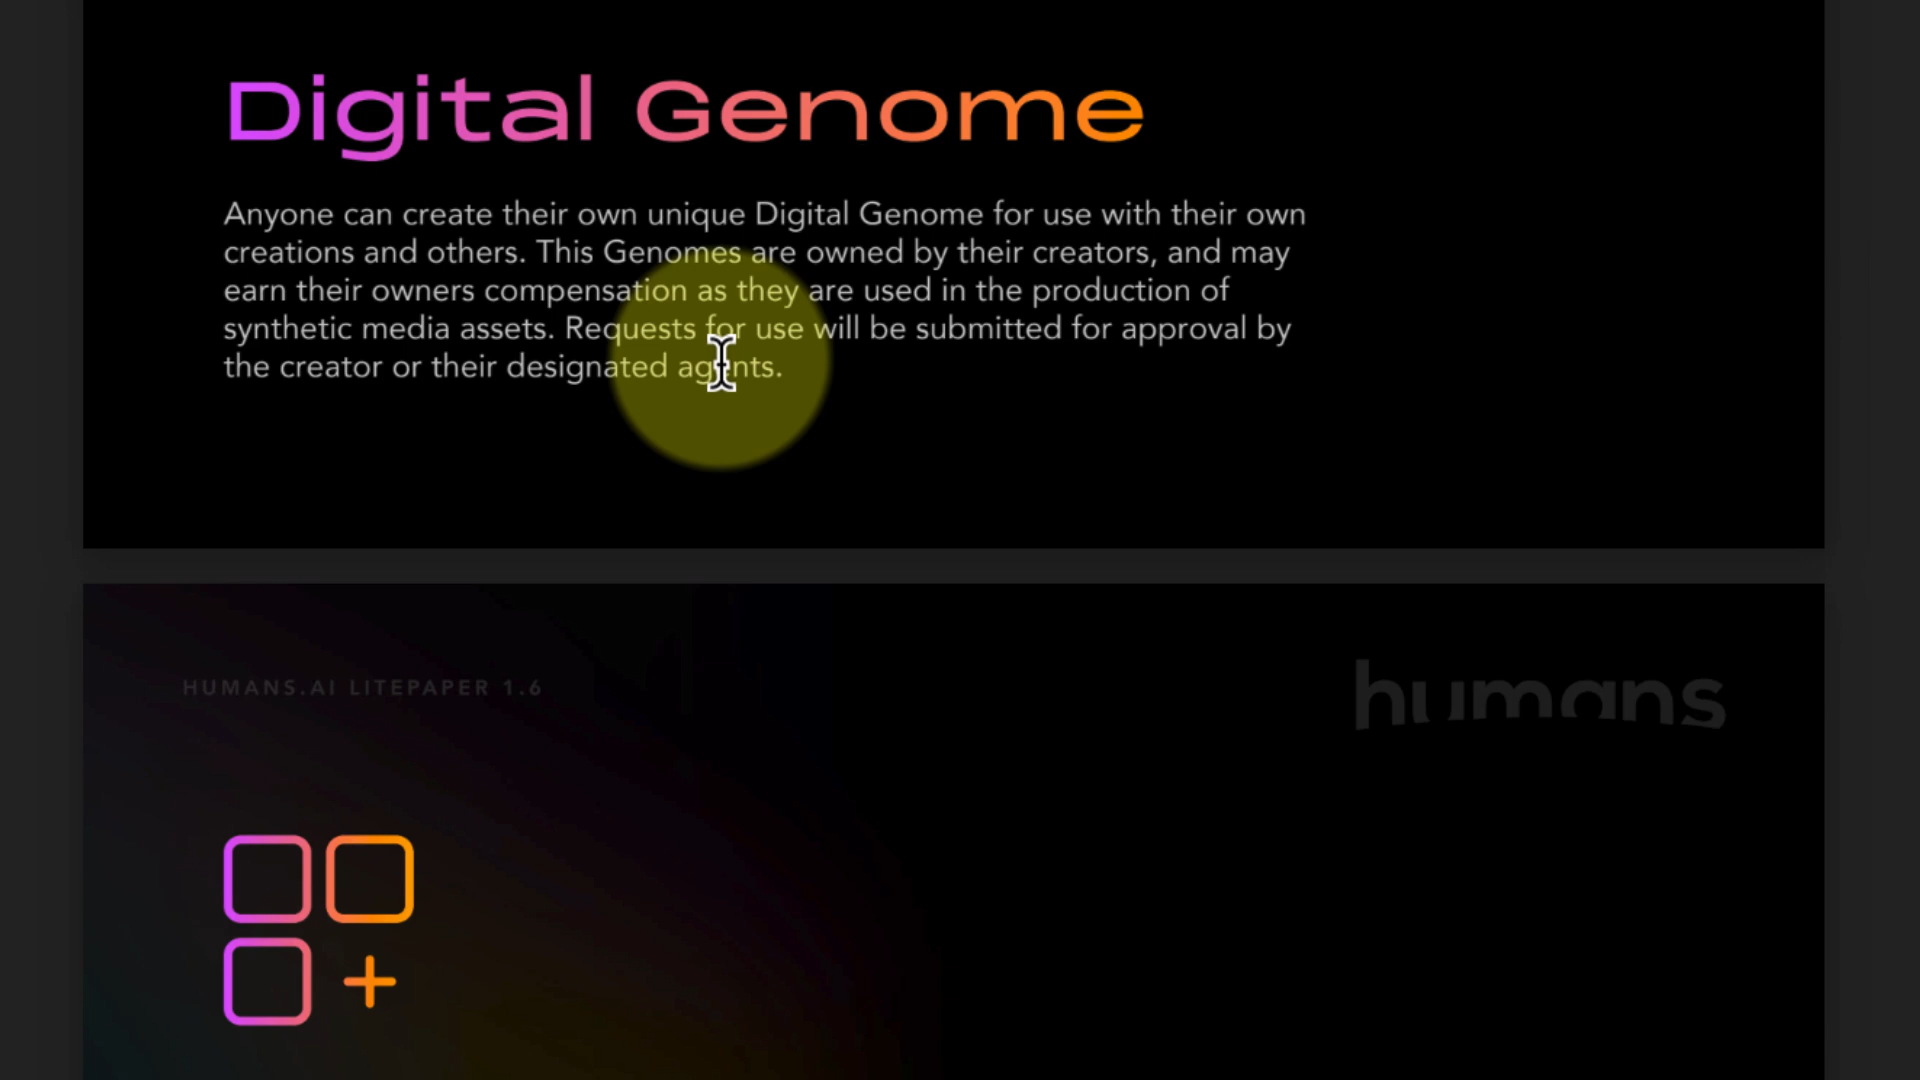 Digital Genome
Anyone can create their own unique Digital Genome for use with their own
creations and others. This Genomes are owned by their creators, and may
earn their owners compensation as they are used in the production of
synthetic media assets. Requests for use will be submitted for approval by
the creator or their designated agents.
HUMANS.AI LITEPAPER 1.6
humans